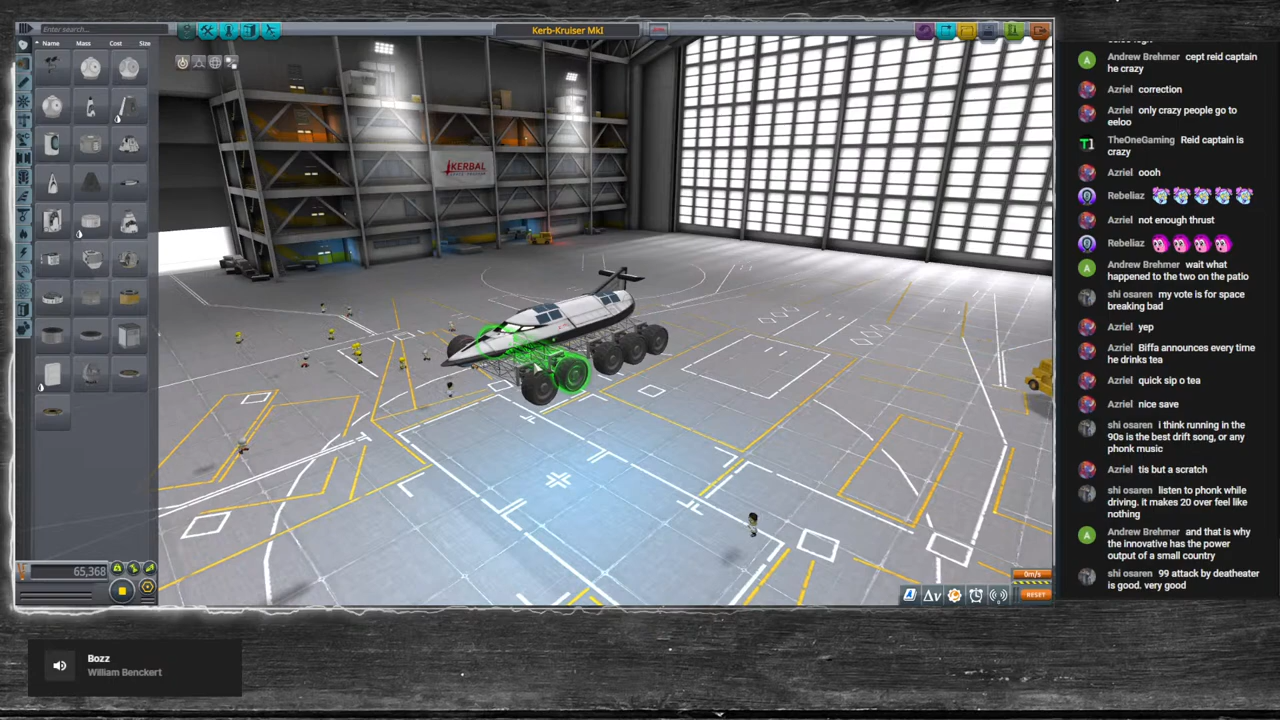 Enter search...
Kerb-Kruiser MkI
Name Mass Cost Size
KERBAL
65,368
0m/s
Δv
RESET
Bozz
William Benckert
Andrew Brehmer cept reid captain
he crazy
Azriel correction
Azriel only crazy people go to
eeloo
TheOneGaming Reid captain is
crazy
Azriel oooh
Rebeliaz
Azriel not enough thrust
Rebeliaz
Andrew Brehmer wait what
happened to the two on the patio
shi osaren my vote is for space
breaking bad
Azriel yep
Azriel Biffa announces every time
he drinks tea
Azriel quick sip o tea
Azriel nice save
shi osaren i think running in the
90s is the best drift song, or any
phonk music
Azriel tis but a scratch
shi osaren listen to phonk while
driving. it makes 20 over feel like
nothing
Andrew Brehmer and that is why
the innovative has the power
output of a small country
shi osaren 99 attack by deatheater
is good. very good